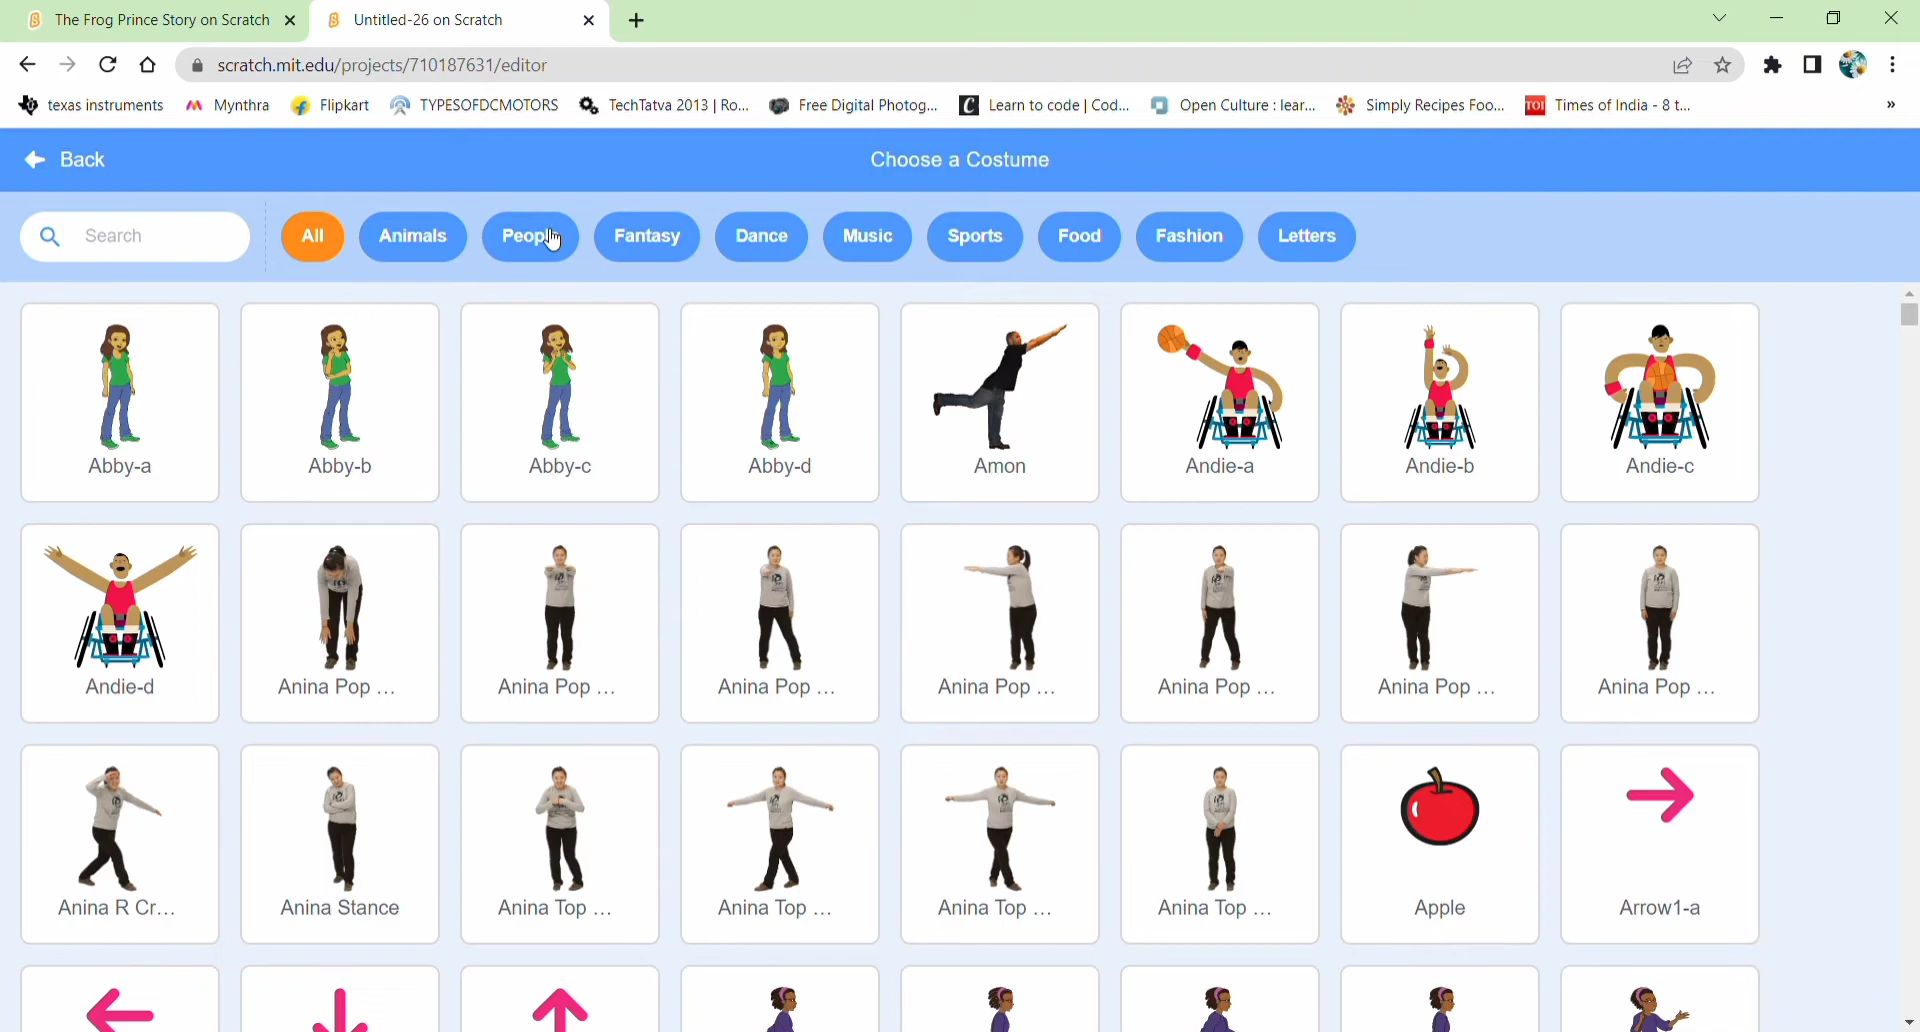 The Frog Prince Story on Scratch
Untitled-26 on Scratch
scratch.mit.edu/projects/710187631/editor
texas instruments Mynthra Flipkart TYPESOFDCMOTORS TechTatva 2013 | Ro... Free Digital Photog... Learn to code | Cod... Open Culture : lear... Simply Recipes Foo... TOI Times of India - 8 t... »
Back Choose a Costume
Search All Animals People Fantasy Dance Music Sports Food Fashion Letters
Abby-a Abby-b Abby-c Abby-d Amon Andie-a Andie-b Andie-c
Andie-d Anina Pop ... Anina Pop ... Anina Pop ... Anina Pop ... Anina Pop ... Anina Pop ... Anina Pop ...
Anina R Cr... Anina Stance Anina Top ... Anina Top ... Anina Top ... Anina Top ... Apple Arrow1-a